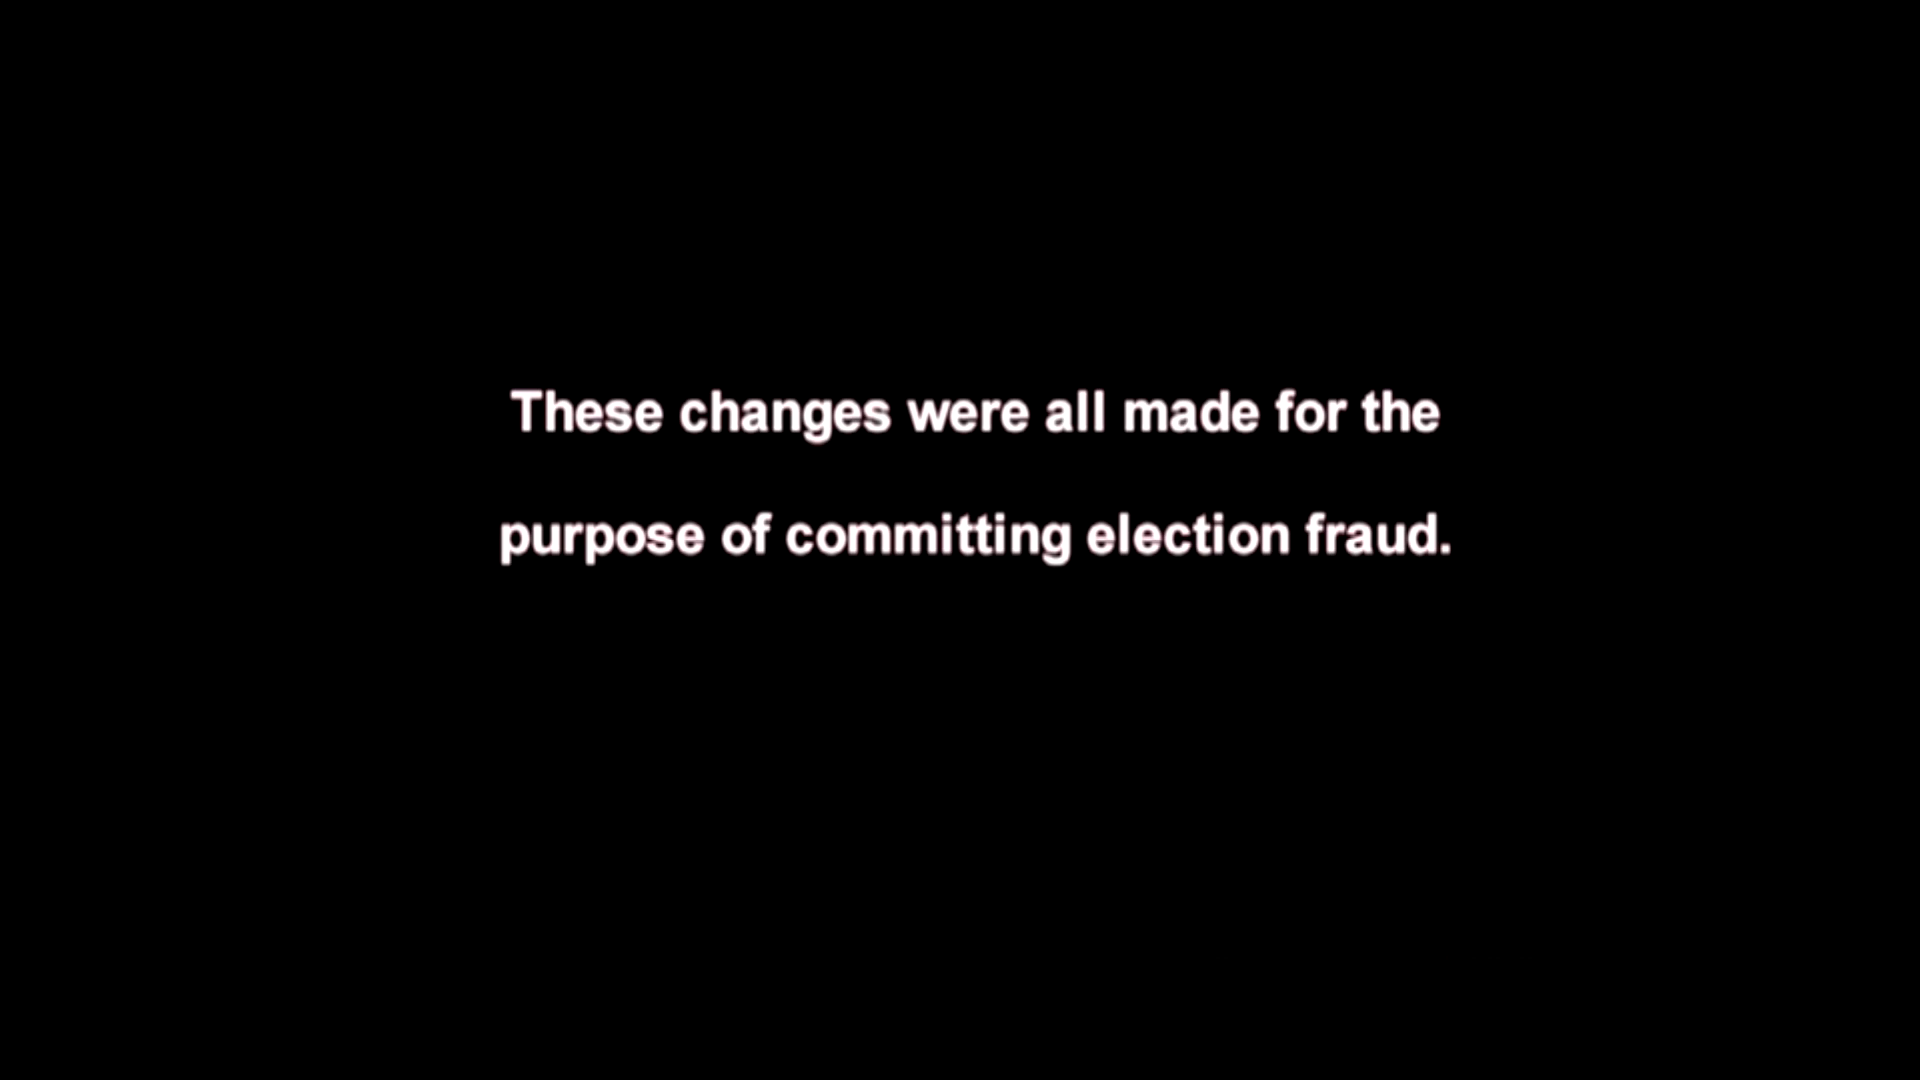 These changes were all made for the
purpose of committing election fraud.